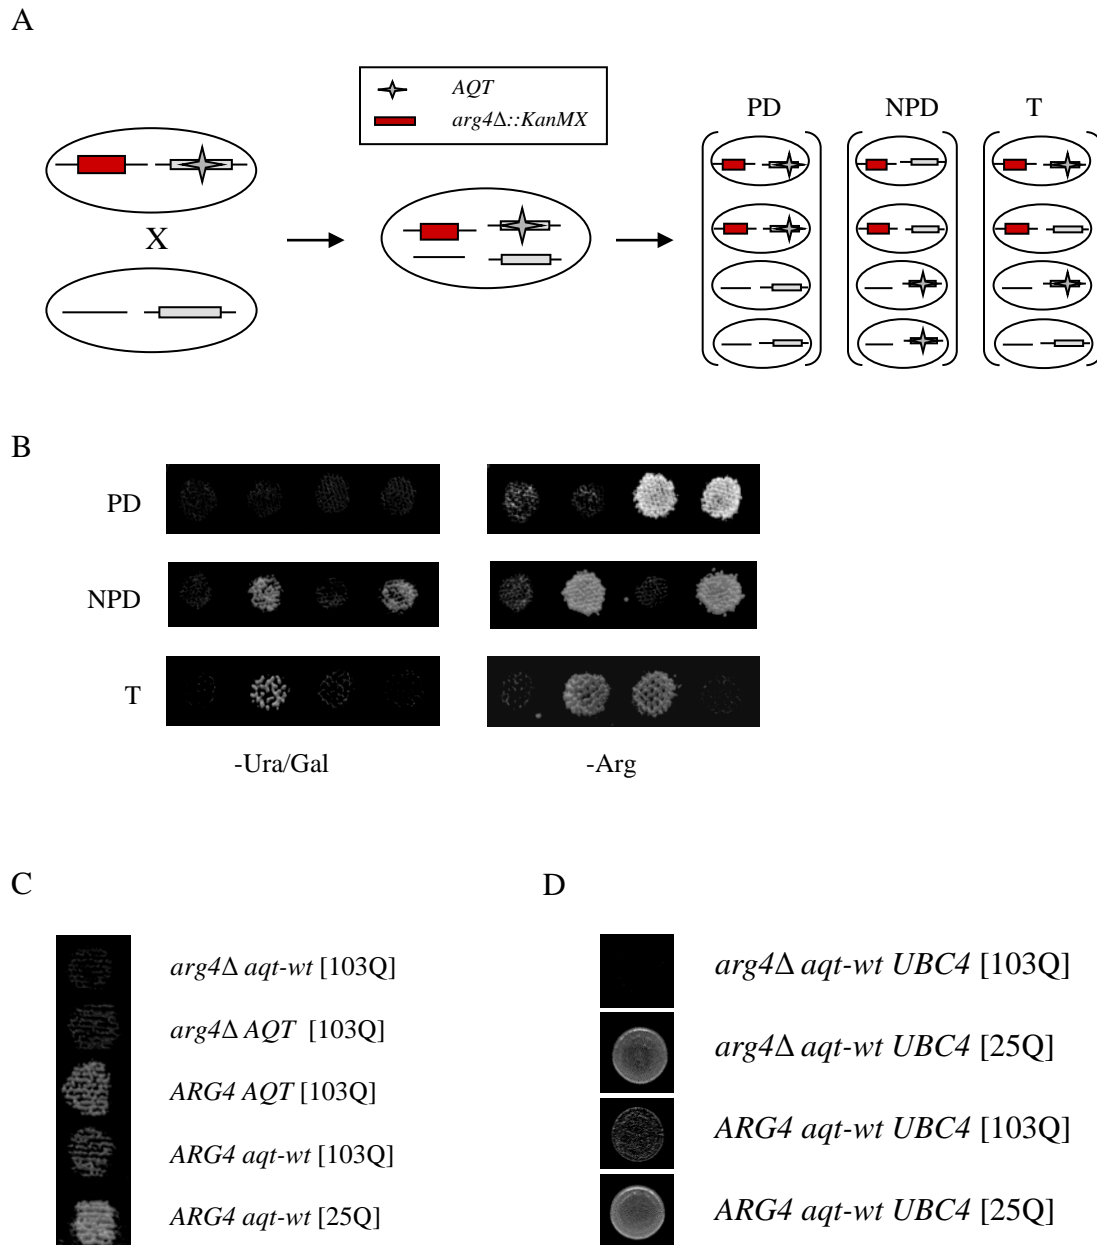 A
AQT
arg4Δ::KanMX
PD
NPD
T
X
B
PD
NPD
T
-Ura/Gal
-Arg
C
D
arg4Δ aqt-wt [103Q]
arg4Δ AQT [103Q]
ARG4 AQT [103Q]
ARG4 aqt-wt [103Q]
ARG4 aqt-wt [25Q]
arg4Δ aqt-wt UBC4 [103Q]
arg4Δ aqt-wt UBC4 [25Q]
ARG4 aqt-wt UBC4 [103Q]
ARG4 aqt-wt UBC4 [25Q]